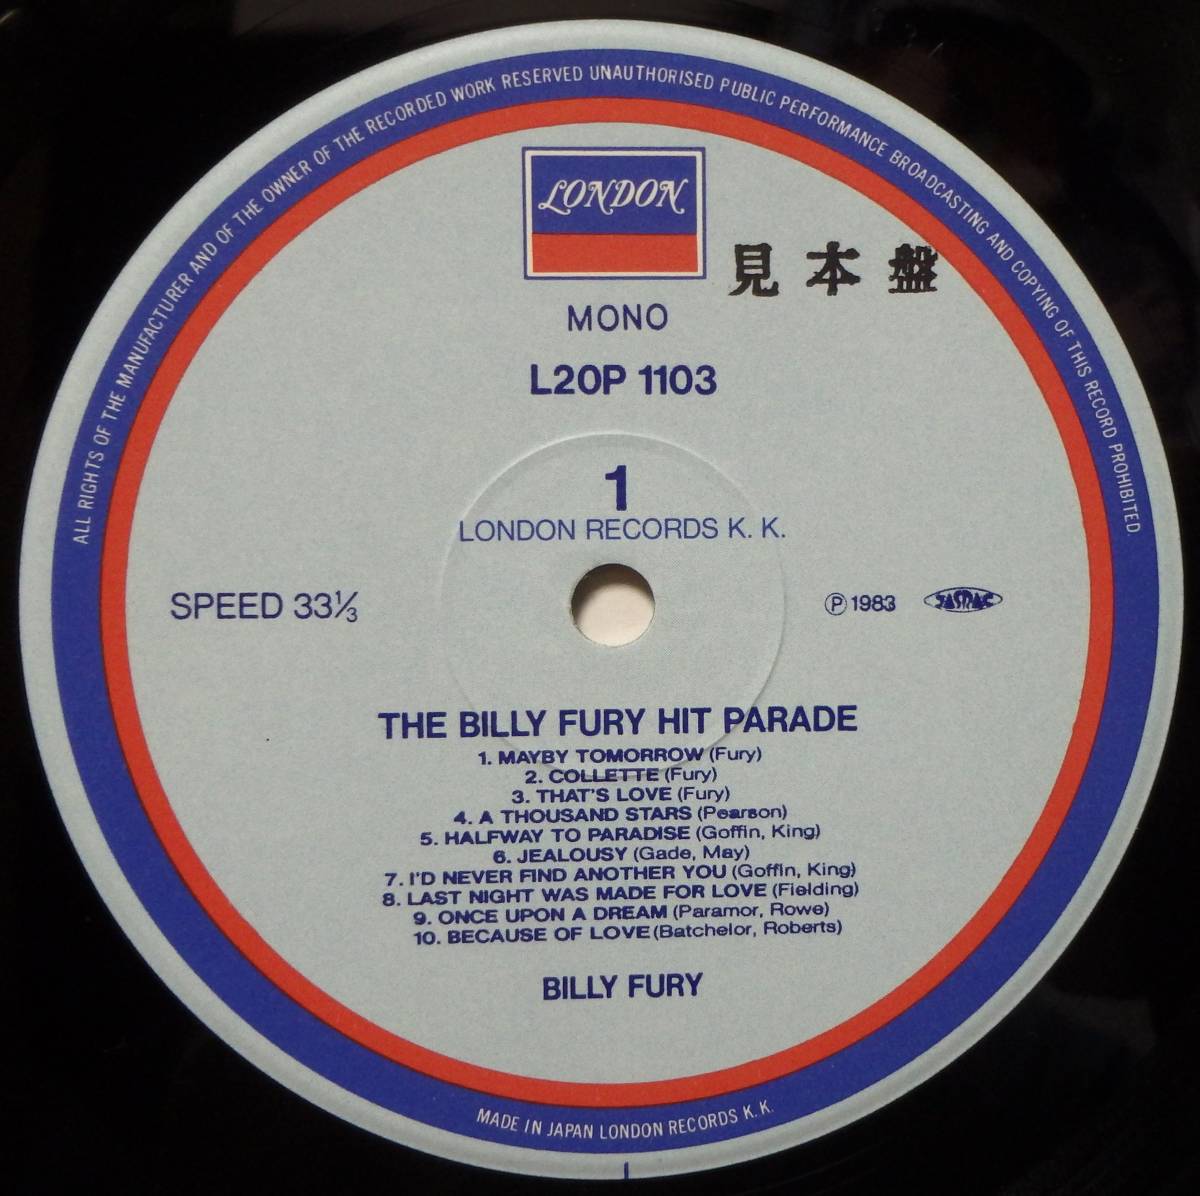 ALL RIGHTS OF THE MANUFACTURER AND OF THE OWNER OF THE RECORDED WORK RESERVED UNAUTHORISED PUBLIC PERFORMANCE BROADCASTING AND COPYING OF THIS RECORD PROHIBITED.
LONDON
見本盤
MONO
L20P 1103
1
LONDON RECORDS K. K.
SPEED 33⅓
Ⓟ 1983 JASRAC
THE BILLY FURY HIT PARADE
1. MAYBY TOMORROW (Fury)
2. COLLETTE (Fury)
3. THAT'S LOVE (Fury)
4. A THOUSAND STARS (Pearson)
5. HALFWAY TO PARADISE (Goffin, King)
6. JEALOUSY (Gade, May)
7. I'D NEVER FIND ANOTHER YOU (Goffin, King)
8. LAST NIGHT WAS MADE FOR LOVE (Fielding)
9. ONCE UPON A DREAM (Paramor, Rowe)
10. BECAUSE OF LOVE (Batchelor, Roberts)
BILLY FURY
MADE IN JAPAN LONDON RECORDS K. K.